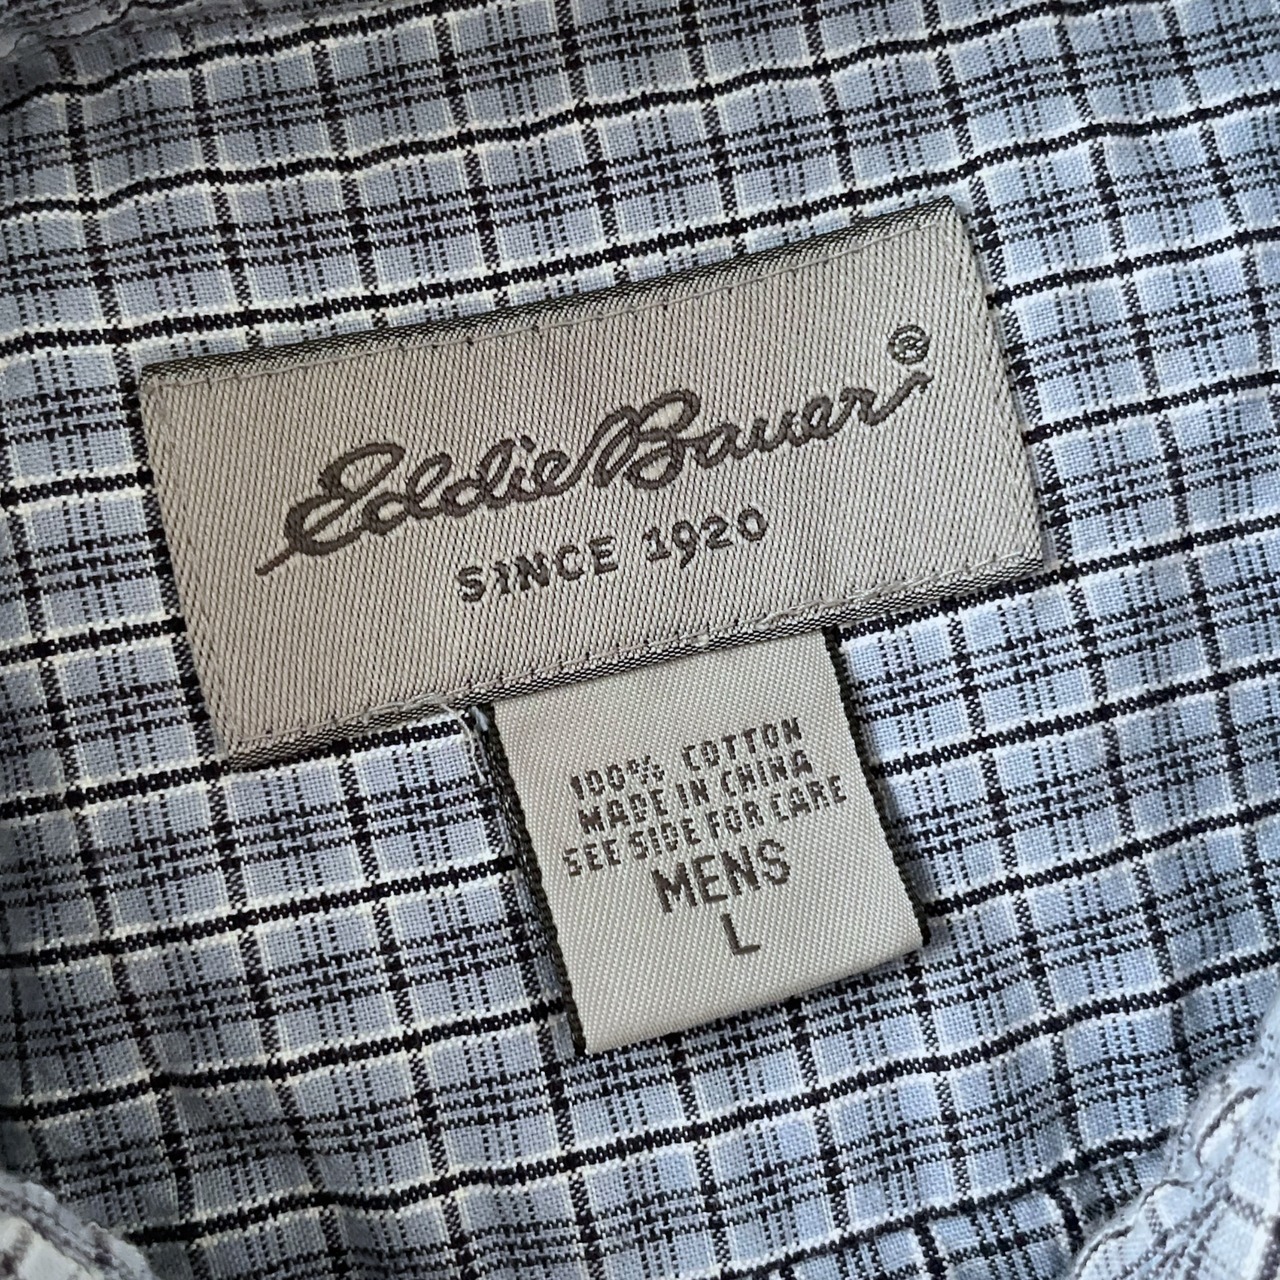 Eddie Bauer®
SINCE 1920
100% COTTON
MADE IN CHINA
SEE SIDE FOR CARE
MENS
L